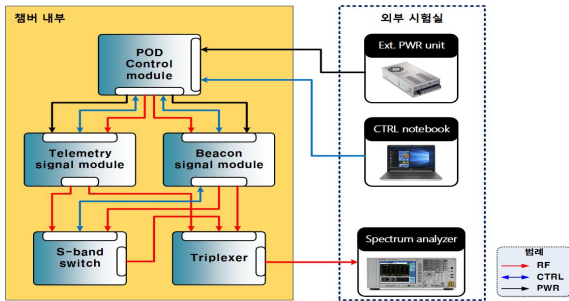 챔버 내부
외부 시험실
POD
Control
module
Ext. PWR unit
Telemetry
signal module
Beacon
signal module
CTRL notebook
S-band
switch
Triplexer
Spectrum analyzer
범례
RF
CTRL
PWR